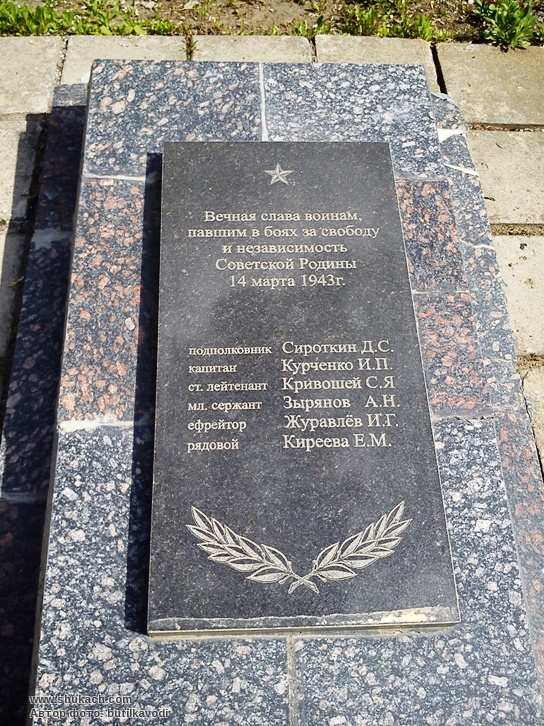 Вечная слава воинам,
павшим в боях за свободу
и независимость
Советской Родины
14 марта 1943г.
подполковник Сироткин Д.С.
капитан Курченко И.П.
ст. лейтенант Кривошей С.Я
мл. сержант Зырянов А.Н.
ефрейтор Журавлёв И.Г.
рядовой Киреева Е.М.
www.shukach.com
Автор фото: butilkavodr